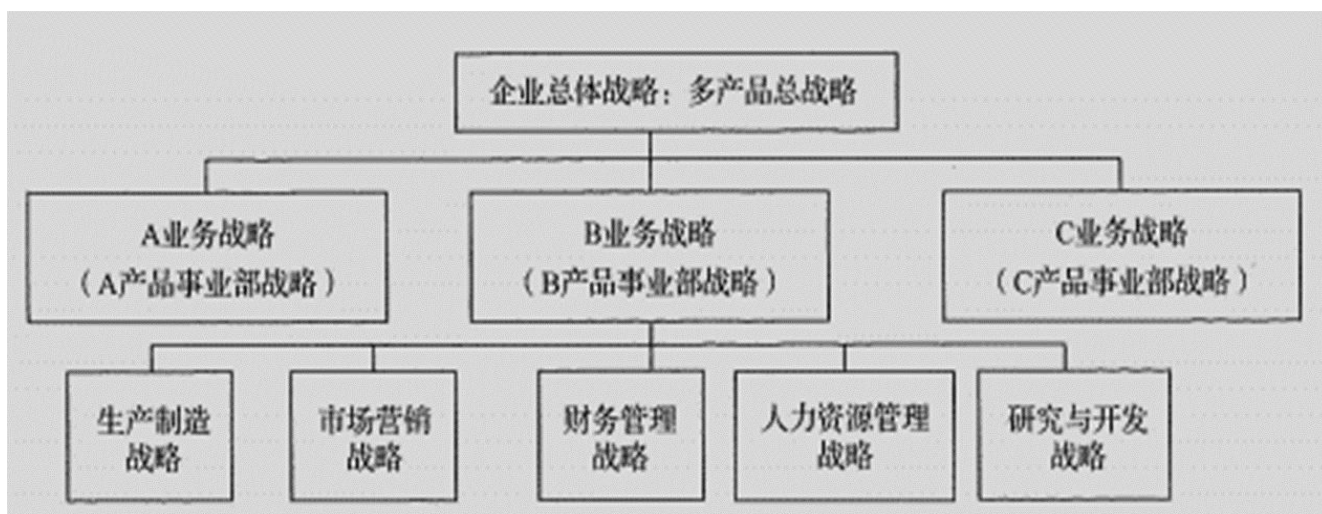 企业总体战略：多产品总战略
A业务战略
（A产品事业部战略）
B业务战略
（B产品事业部战略）
C业务战略
（C产品事业部战略）
生产制造
战略
市场营销
战略
财务管理
战略
人力资源管理
战略
研究与开发
战略